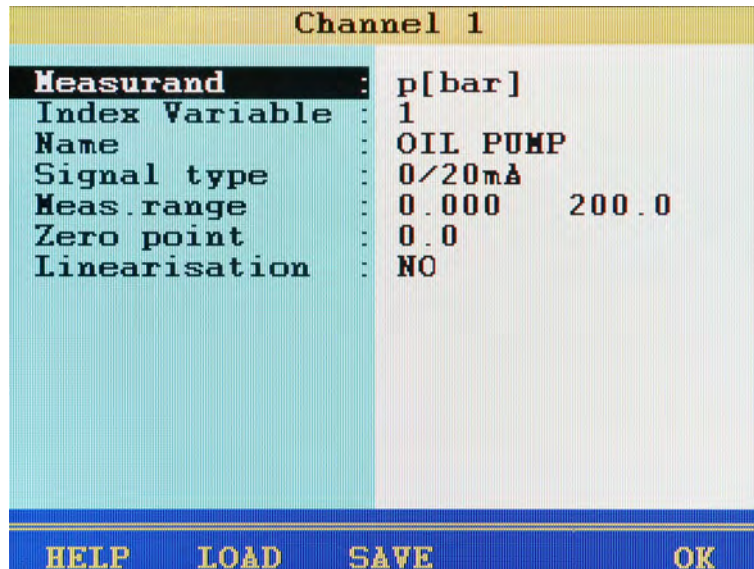 Channel 1
Measurand : p[bar]
Index Variable : 1
Name : OIL PUMP
Signal type : 0/20mA
Meas.range : 0.000 200.0
Zero point : 0.0
Linearisation : NO
HELP LOAD SAVE OK